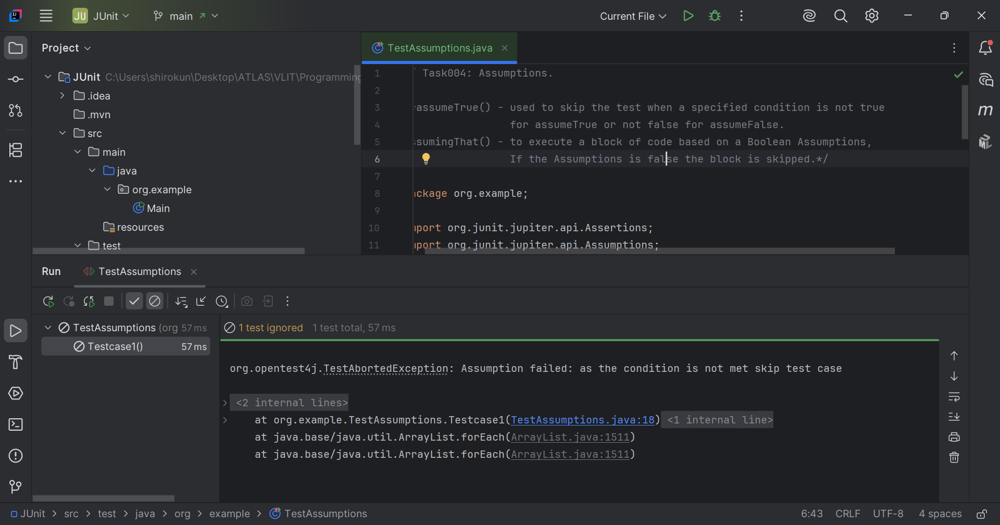 JU JUnit main Current File
Project
TestAssumptions.java
JUnit C:\Users\shirokun\Desktop\ATLAS\VLIT\Programming
.idea
.mvn
src
main
java
org.example
Main
resources
test
1 Task004: Assumptions.
2
3 assumeTrue() - used to skip the test when a specified condition is not true
4 for assumeTrue or not false for assumeFalse.
5 sumingThat() - to execute a block of code based on a Boolean Assumptions,
6 If the Assumptions is false the block is skipped.*/
7
8 ckage org.example;
9
10 port org.junit.jupiter.api.Assertions;
11 port org.junit.jupiter.api.Assumptions;
Run TestAssumptions
TestAssumptions (org 57 ms
Testcase1() 57 ms
1 test ignored 1 test total, 57 ms
org.opentest4j.TestAbortedException: Assumption failed: as the condition is not met skip test case
<2 internal lines>
at org.example.TestAssumptions.Testcase1(TestAssumptions.java:18) <1 internal line>
at java.base/java.util.ArrayList.forEach(ArrayList.java:1511)
at java.base/java.util.ArrayList.forEach(ArrayList.java:1511)
JUnit > src > test > java > org > example > TestAssumptions
6:43 CRLF UTF-8 4 spaces